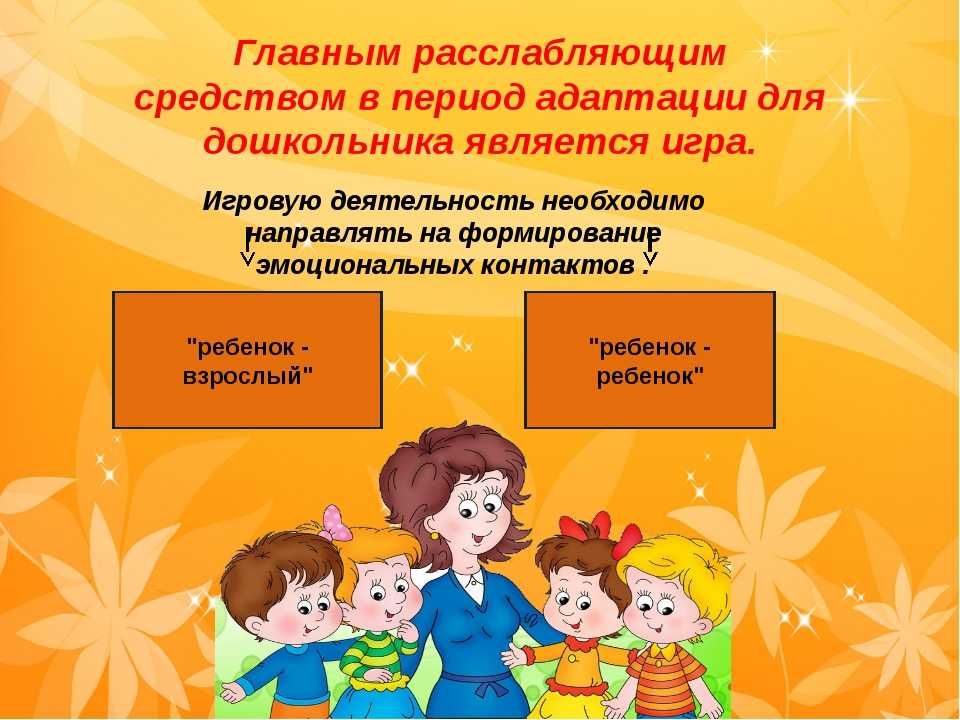 Главным расслабляющим
средством в период адаптации для
дошкольника является игра.
Игровую деятельность необходимо
направлять на формирование
эмоциональных контактов .
"ребенок -
взрослый"
"ребенок -
ребенок"